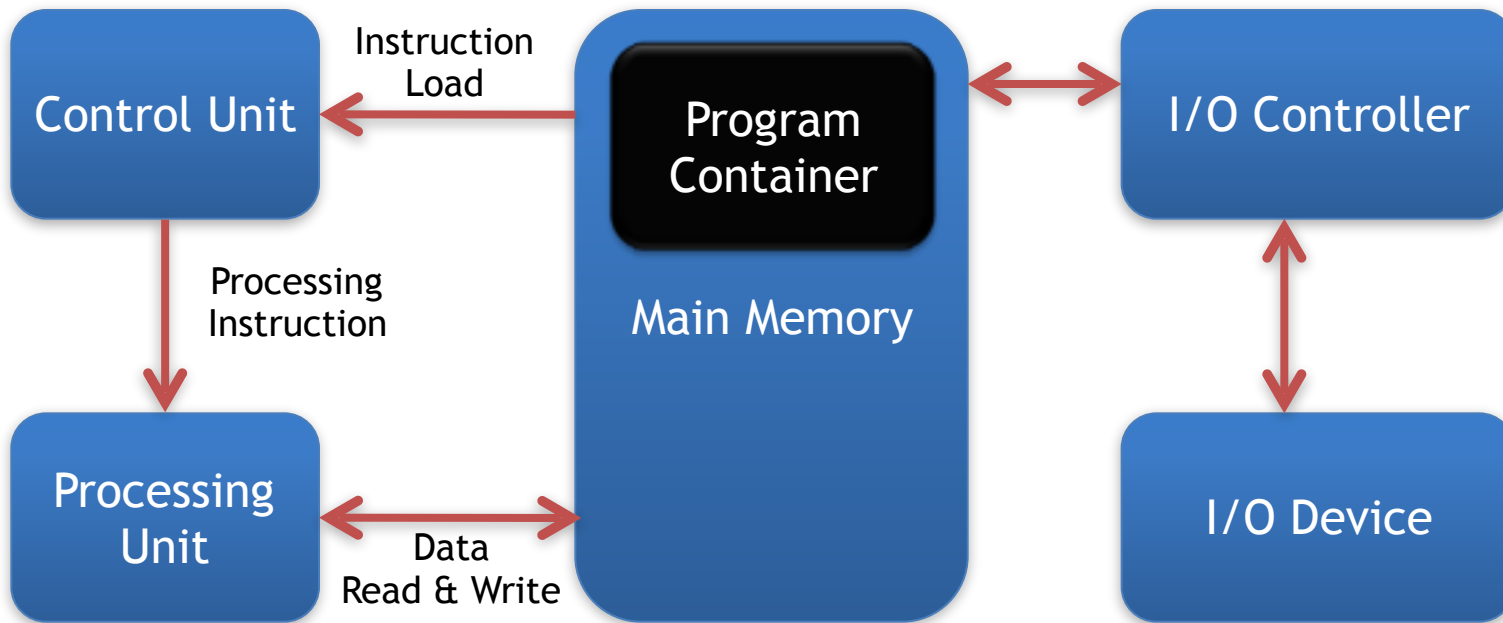 Control Unit
Instruction
Load
Program
Container
Main Memory
I/O Controller
Processing
Instruction
Processing
Unit
Data
Read & Write
I/O Device